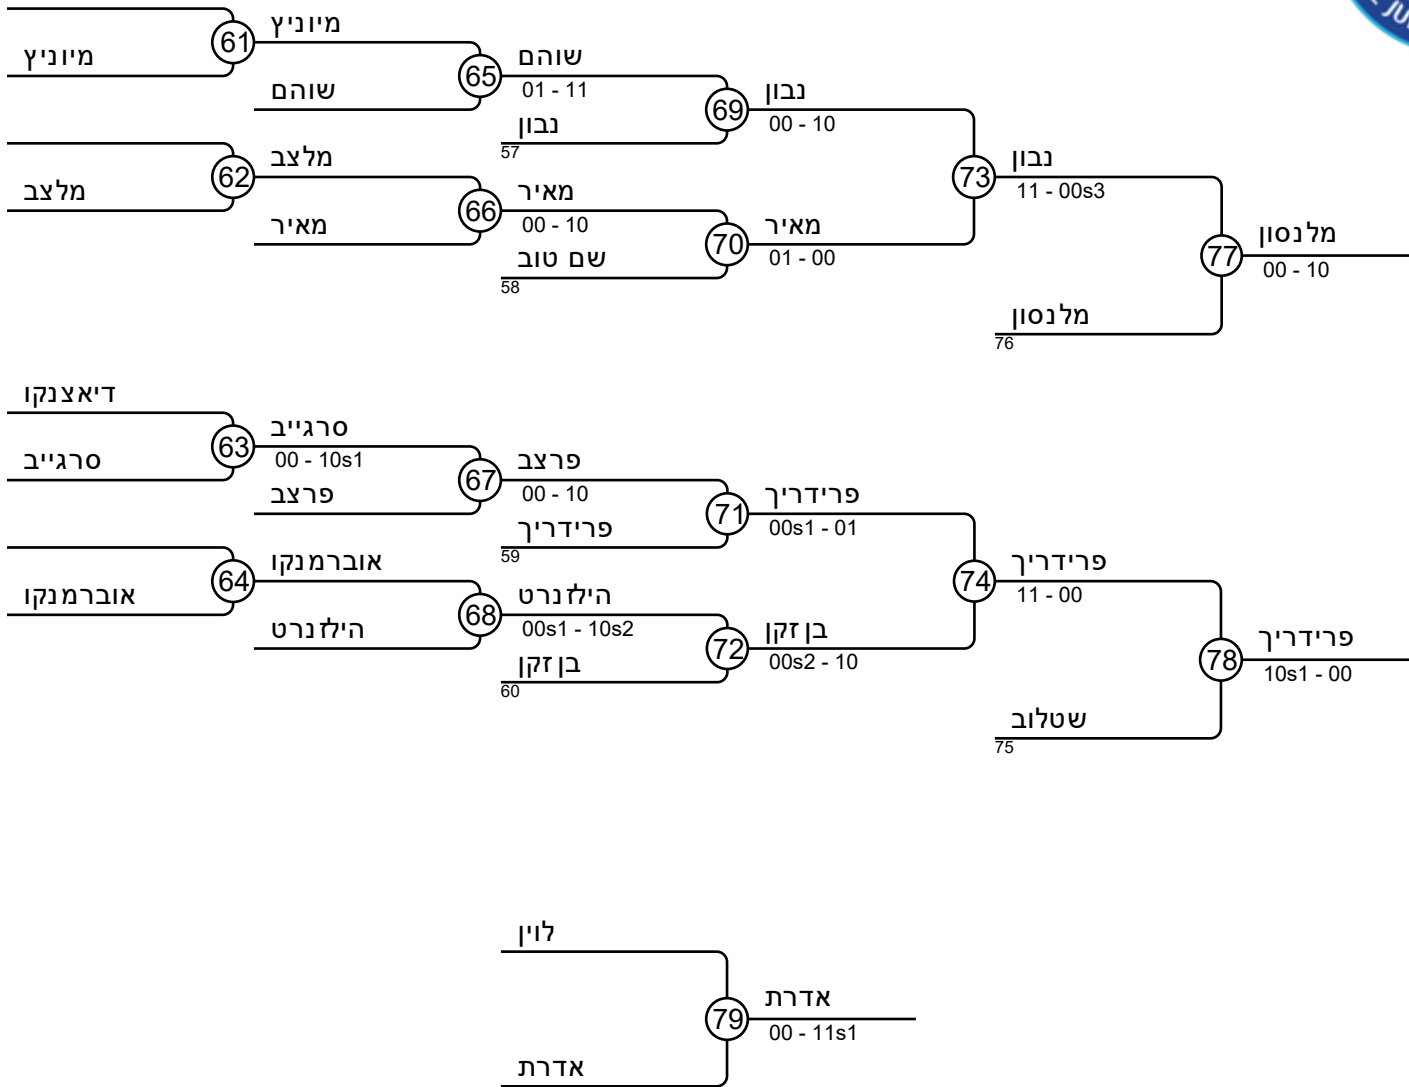 JU
מיוניץ
61
מיוניץ
שוהם
65
שוהם
01 - 11
נבון
57
69
נבון
00 - 10
62
מלצב
מלצב
מאיר
66
מאיר
00 - 10
שם טוב
58
70
מאיר
01 - 00
73
נבון
11 - 00s3
מלנסון
76
77
מלנסון
00 - 10
דיאצנקו
סרגייב
63
סרגייב
00 - 10s1
פרצב
67
פרצב
00 - 10
פרידריך
59
71
פרידריך
00s1 - 01
אוברמנקו
64
אוברמנקו
הילזנרט
68
הילזנרט
00s1 - 10s2
בן זקן
60
72
בן זקן
00s2 - 10
74
פרידריך
11 - 00
שטלוב
75
78
פרידריך
10s1 - 00
לוין
אדרת
79
אדרת
00 - 11s1